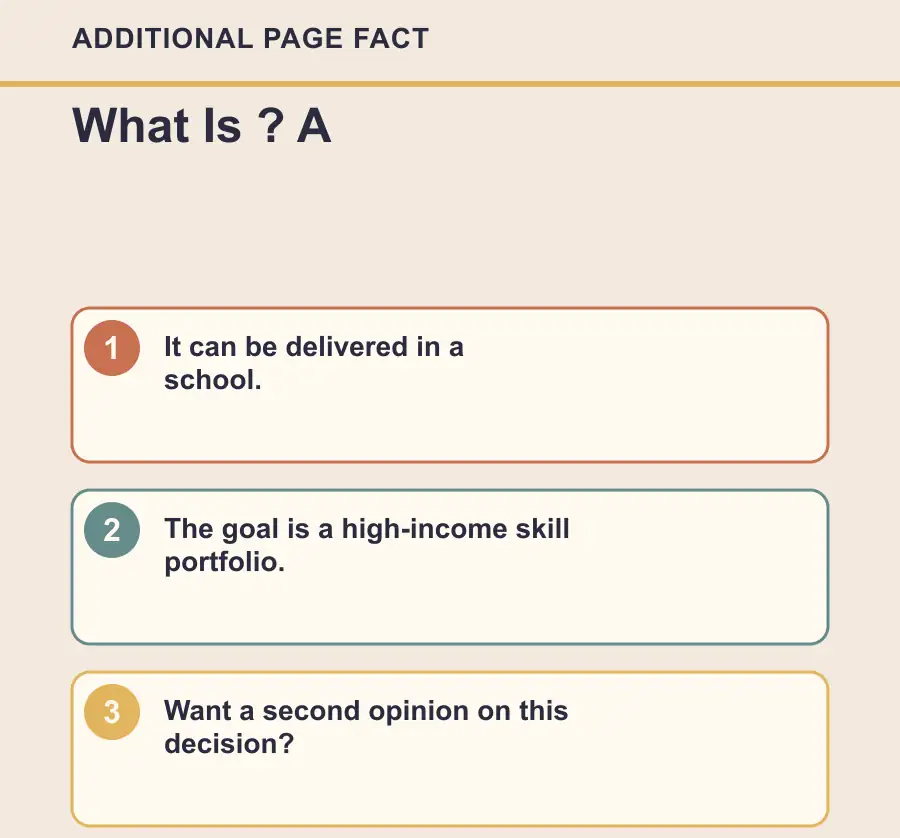 ADDITIONAL PAGE FACT
What Is ? A
1
It can be delivered in a
school.
2
The goal is a high-income skill
portfolio.
3
Want a second opinion on this
decision?